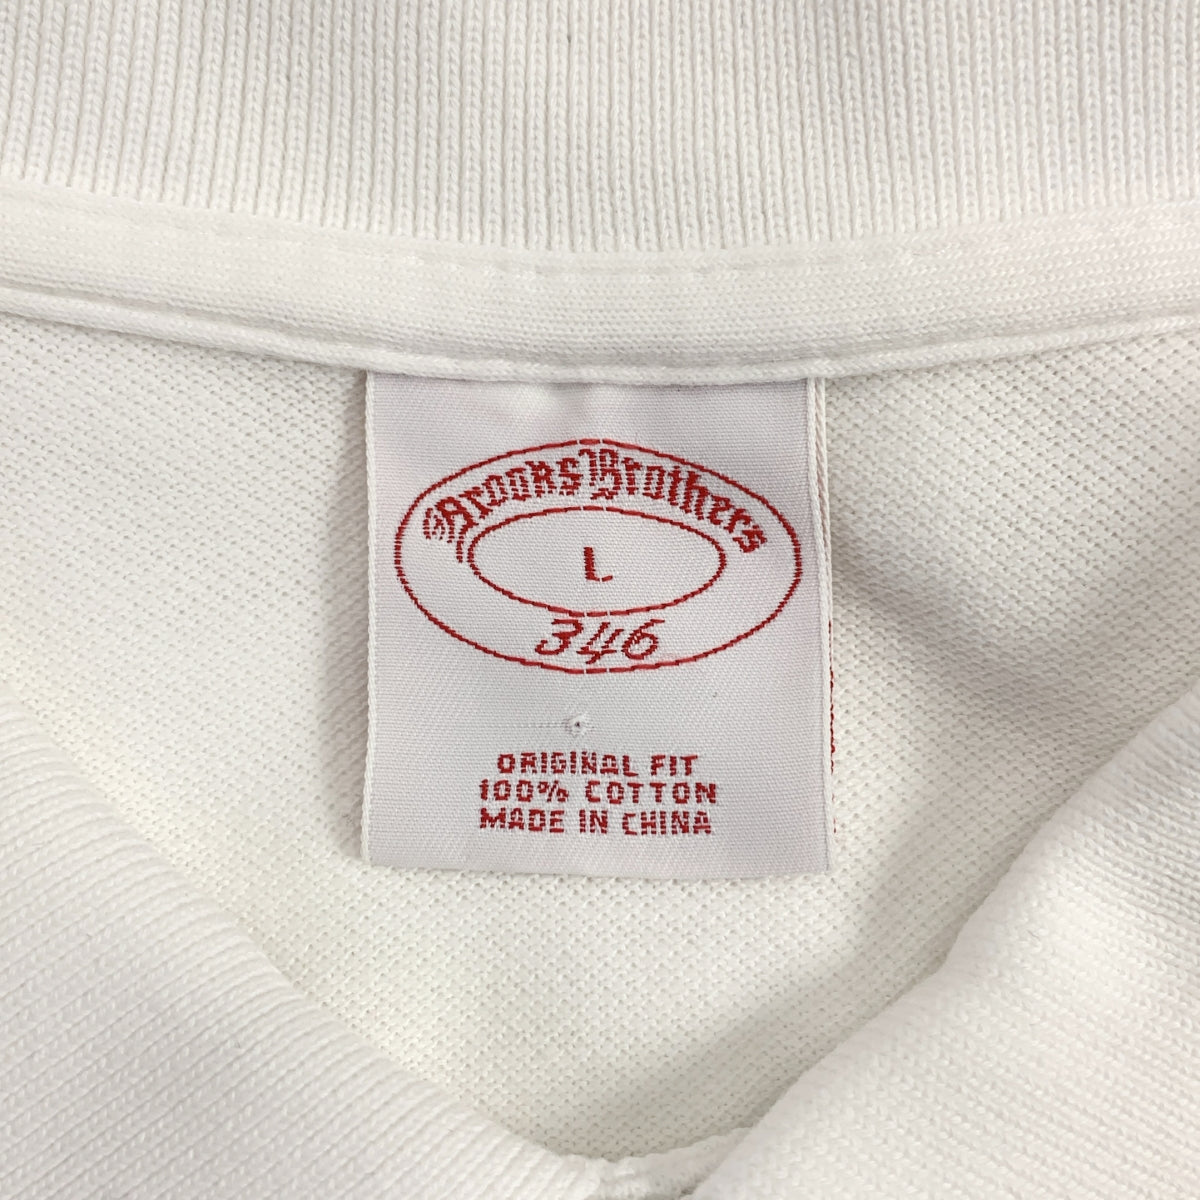 Brooks Brothers
L
346
ORIGINAL FIT
100% COTTON
MADE IN CHINA